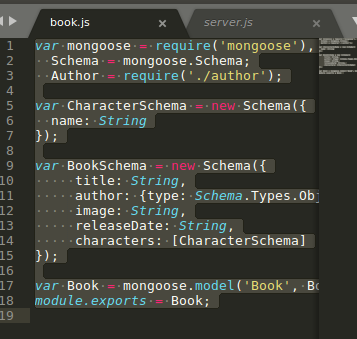 book.js
server.js
1 var mongoose = require('mongoose'),
2 Schema = mongoose.Schema;
3 Author = require('./author');
4
5 var CharacterSchema = new Schema({
6 name: String
7 });
8
9 var BookSchema = new Schema({
10 title: String,
11 author: {type: Schema.Types.Obj
12 image: String,
13 releaseDate: String,
14 characters: [CharacterSchema]
15 });
16
17 var Book = mongoose.model('Book', Bo
18 module.exports = Book;
19